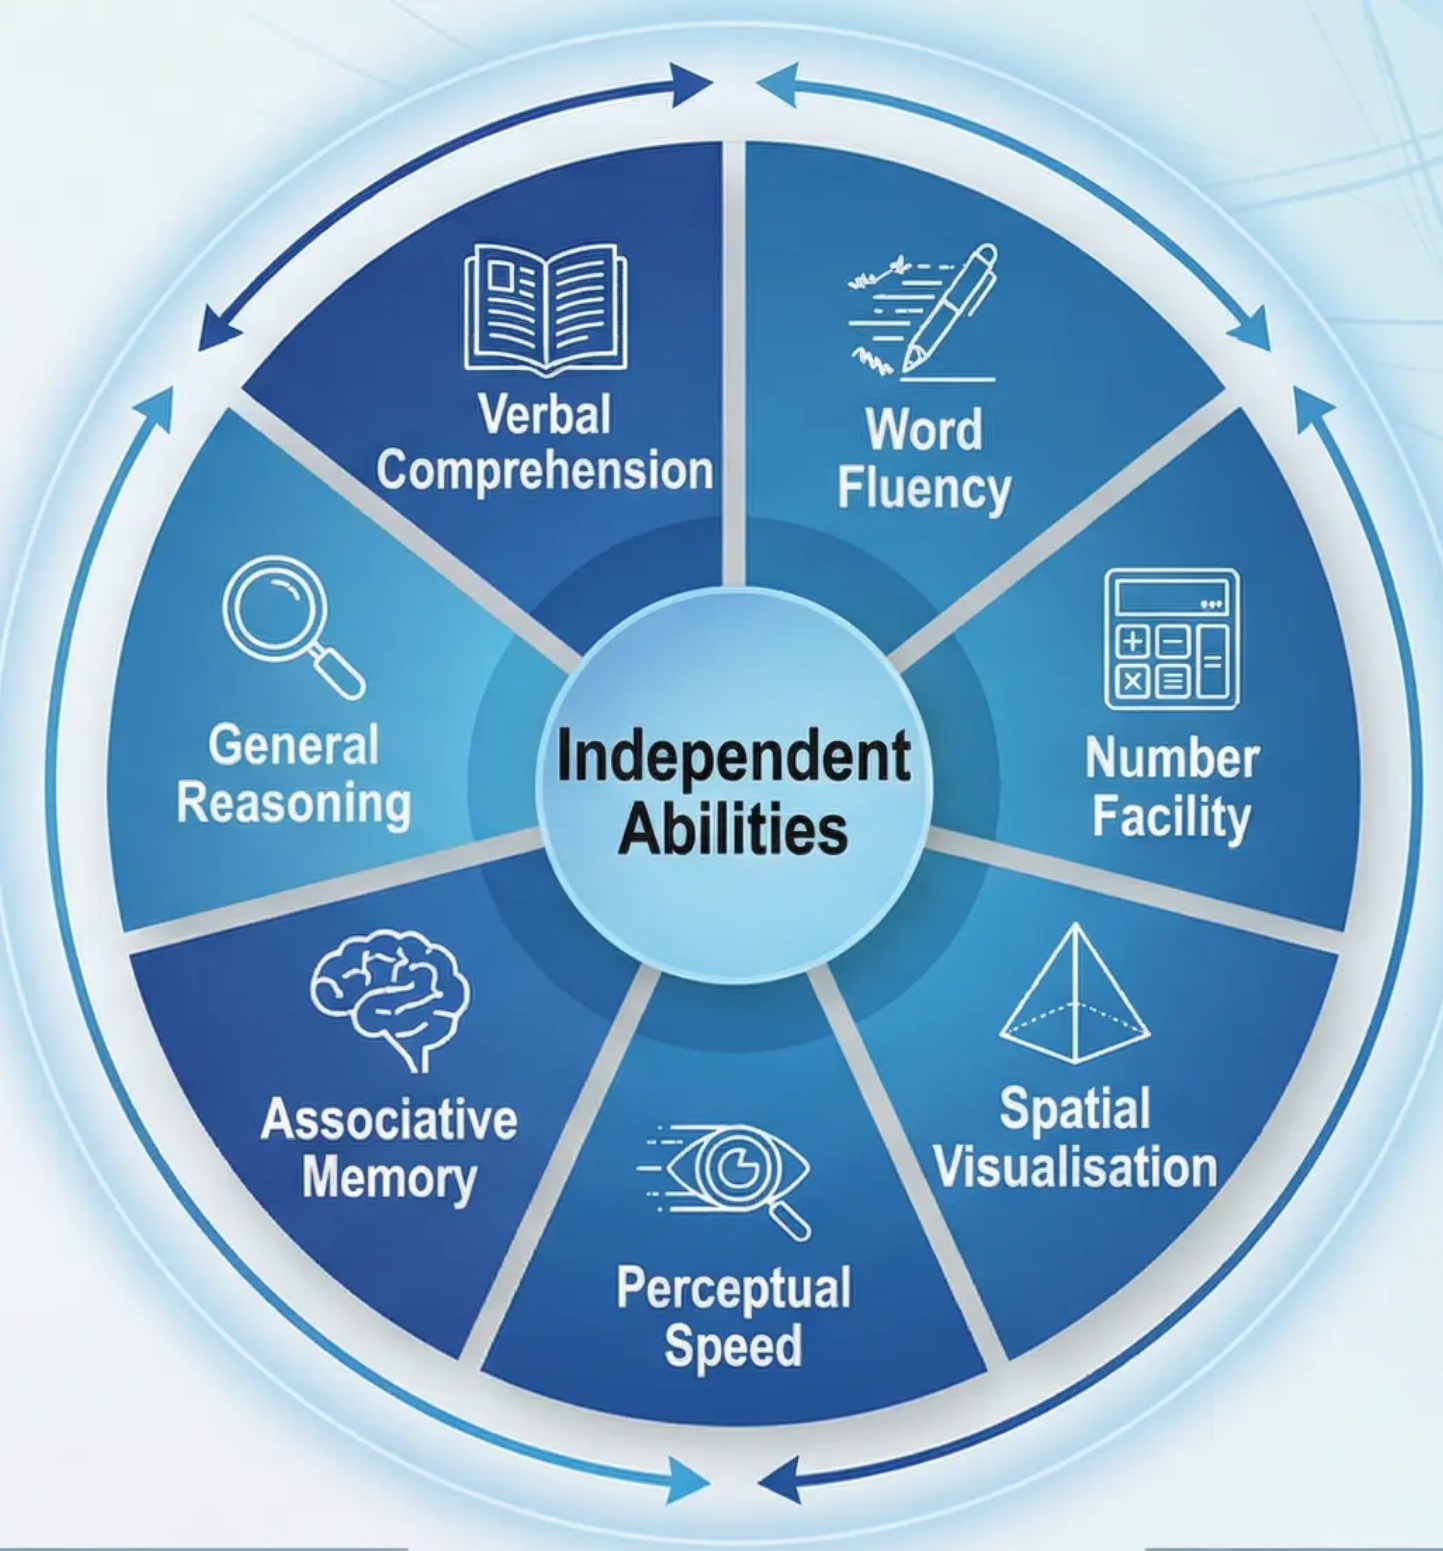 Verbal
Comprehension
Word
Fluency
General
Reasoning
Independent
Abilities
Number
Facility
Associative
Memory
Spatial
Visualisation
Perceptual
Speed